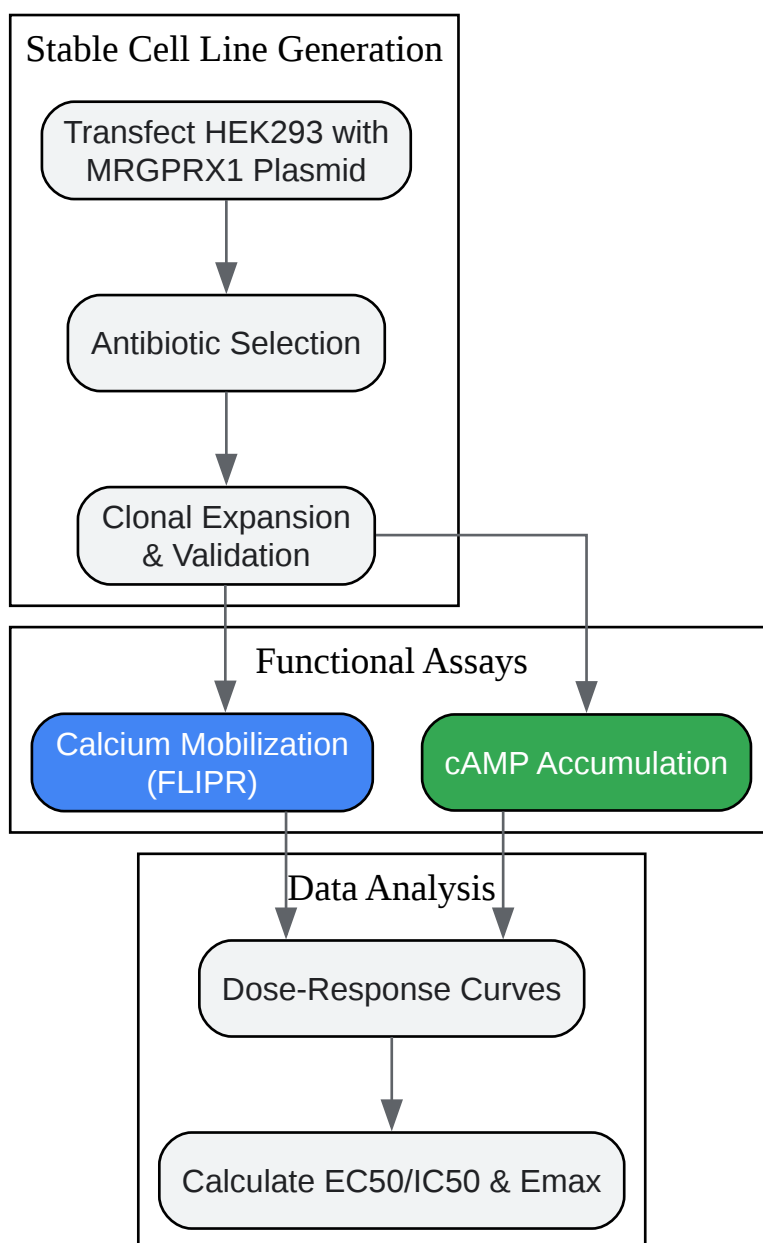 Stable Cell Line Generation
Transfect HEK293 with
MRGPRX1 Plasmid
Antibiotic Selection
Clonal Expansion
& Validation
Functional Assays
Calcium Mobilization
(FLIPR)
cAMP Accumulation
Data Analysis
Dose-Response Curves
Calculate EC50/IC50 & Emax